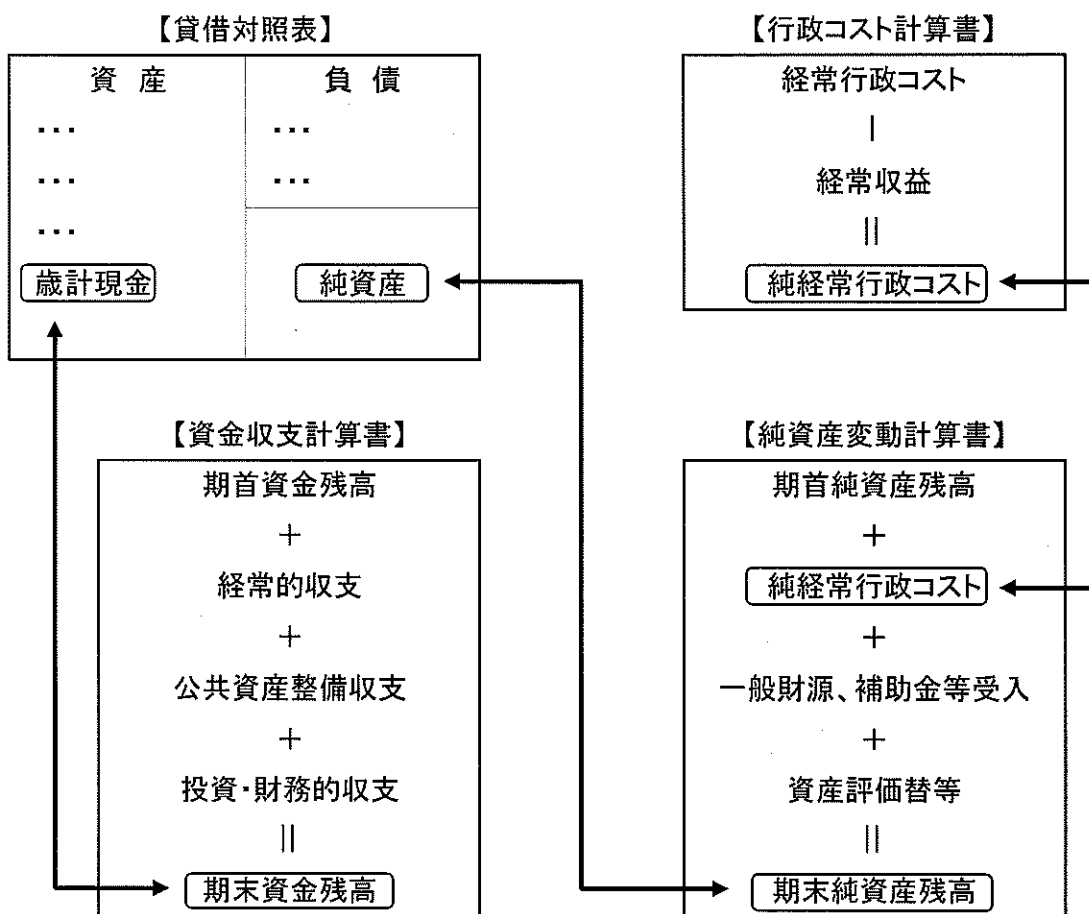 【貸借対照表】
資産
負債
・・・
・・・
・・・
・・・
・・・
歳計現金
純資産
【行政コスト計算書】
経常行政コスト
－
経常収益
||
純経常行政コスト
【資金収支計算書】
期首資金残高
＋
経常的収支
＋
公共資産整備収支
＋
投資・財務的収支
||
期末資金残高
【純資産変動計算書】
期首純資産残高
＋
純経常行政コスト
＋
一般財源、補助金等受入
＋
資産評価替等
||
期末純資産残高